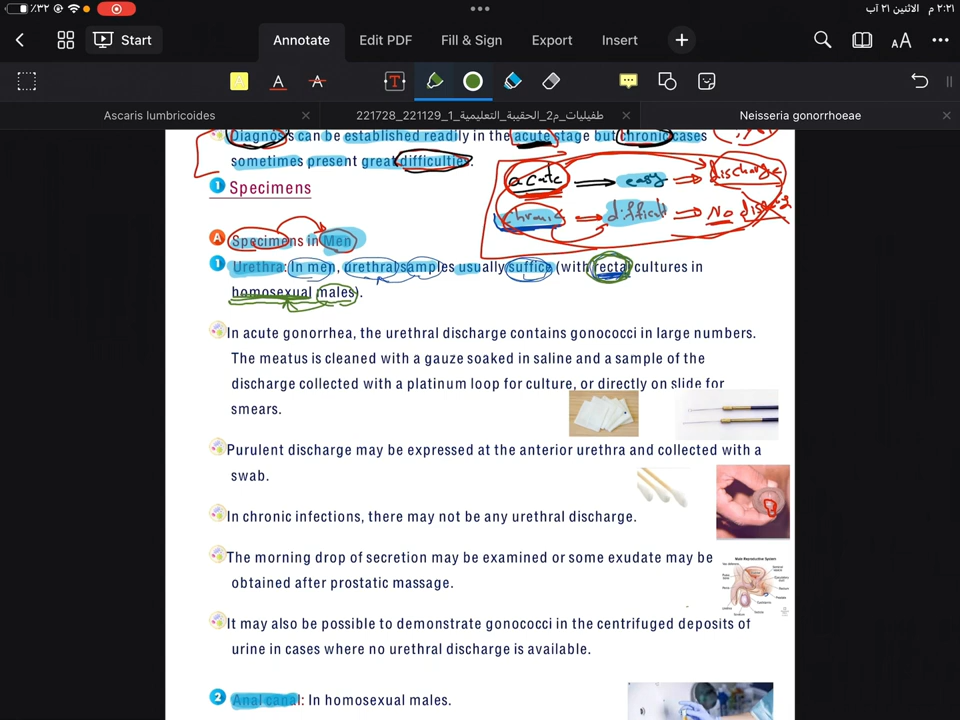 ٪٣٢
٢:٢١ م الاثنين ٢١ آب
Start
Annotate
Edit PDF
Fill & Sign
Export
Insert
Ascaris lumbricoides
221728_221129_1_طفيليات_م2_الحقيبة_التعليمية
Neisseria gonorrhoeae
Diagnosis can be established readily in the acute stage but chronic cases
sometimes present great difficulties.
acute easy discharge
chronic difficult No
1 Specimens
A Specimens in Men
1 Urethra: In men, urethral samples usually suffice (with rectal cultures in
homosexual males).
In acute gonorrhea, the urethral discharge contains gonococci in large numbers.
The meatus is cleaned with a gauze soaked in saline and a sample of the
discharge collected with a platinum loop for culture, or directly on slide for
smears.
Purulent discharge may be expressed at the anterior urethra and collected with a
swab.
In chronic infections, there may not be any urethral discharge.
The morning drop of secretion may be examined or some exudate may be
obtained after prostatic massage.
Male Reproductive System
It may also be possible to demonstrate gonococci in the centrifuged deposits of
urine in cases where no urethral discharge is available.
2 Anal canal: In homosexual males.